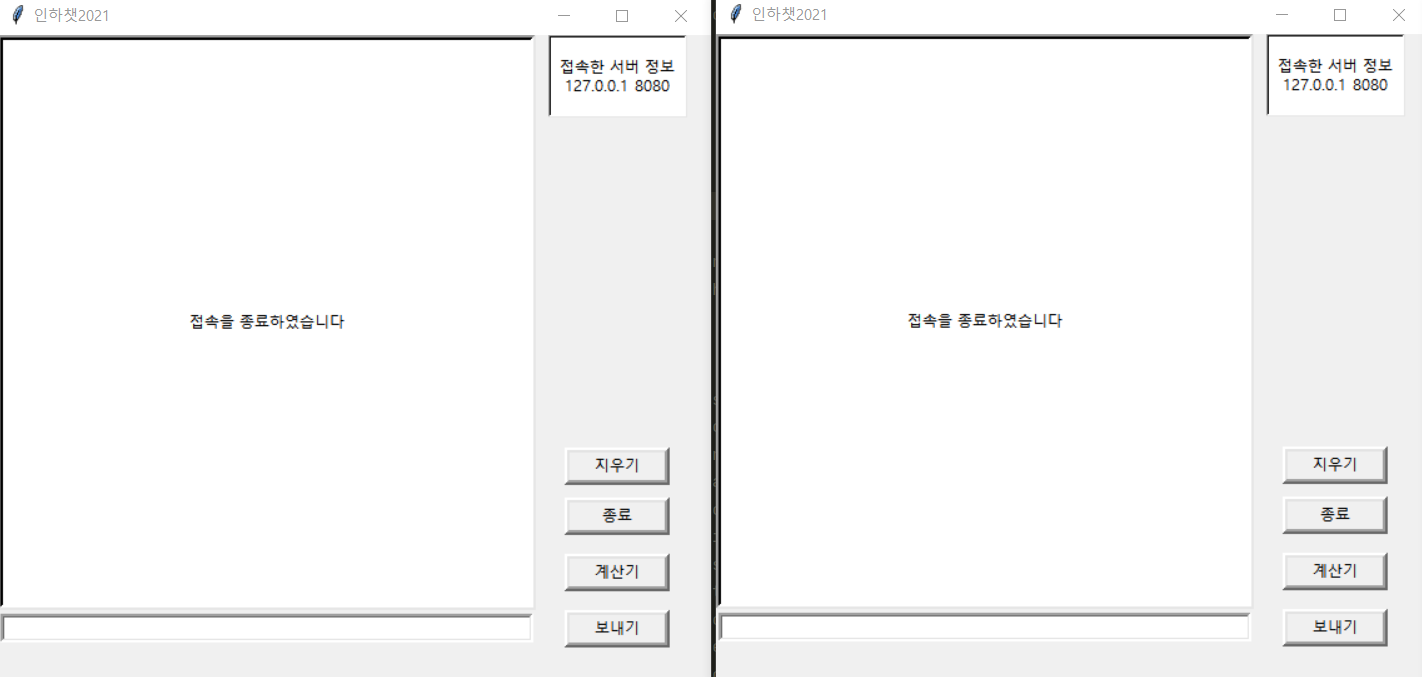 인하챗2021
접속한 서버 정보
127.0.0.1 8080
접속을 종료하였습니다
지우기
종료
계산기
보내기
인하챗2021
접속한 서버 정보
127.0.0.1 8080
접속을 종료하였습니다
지우기
종료
계산기
보내기